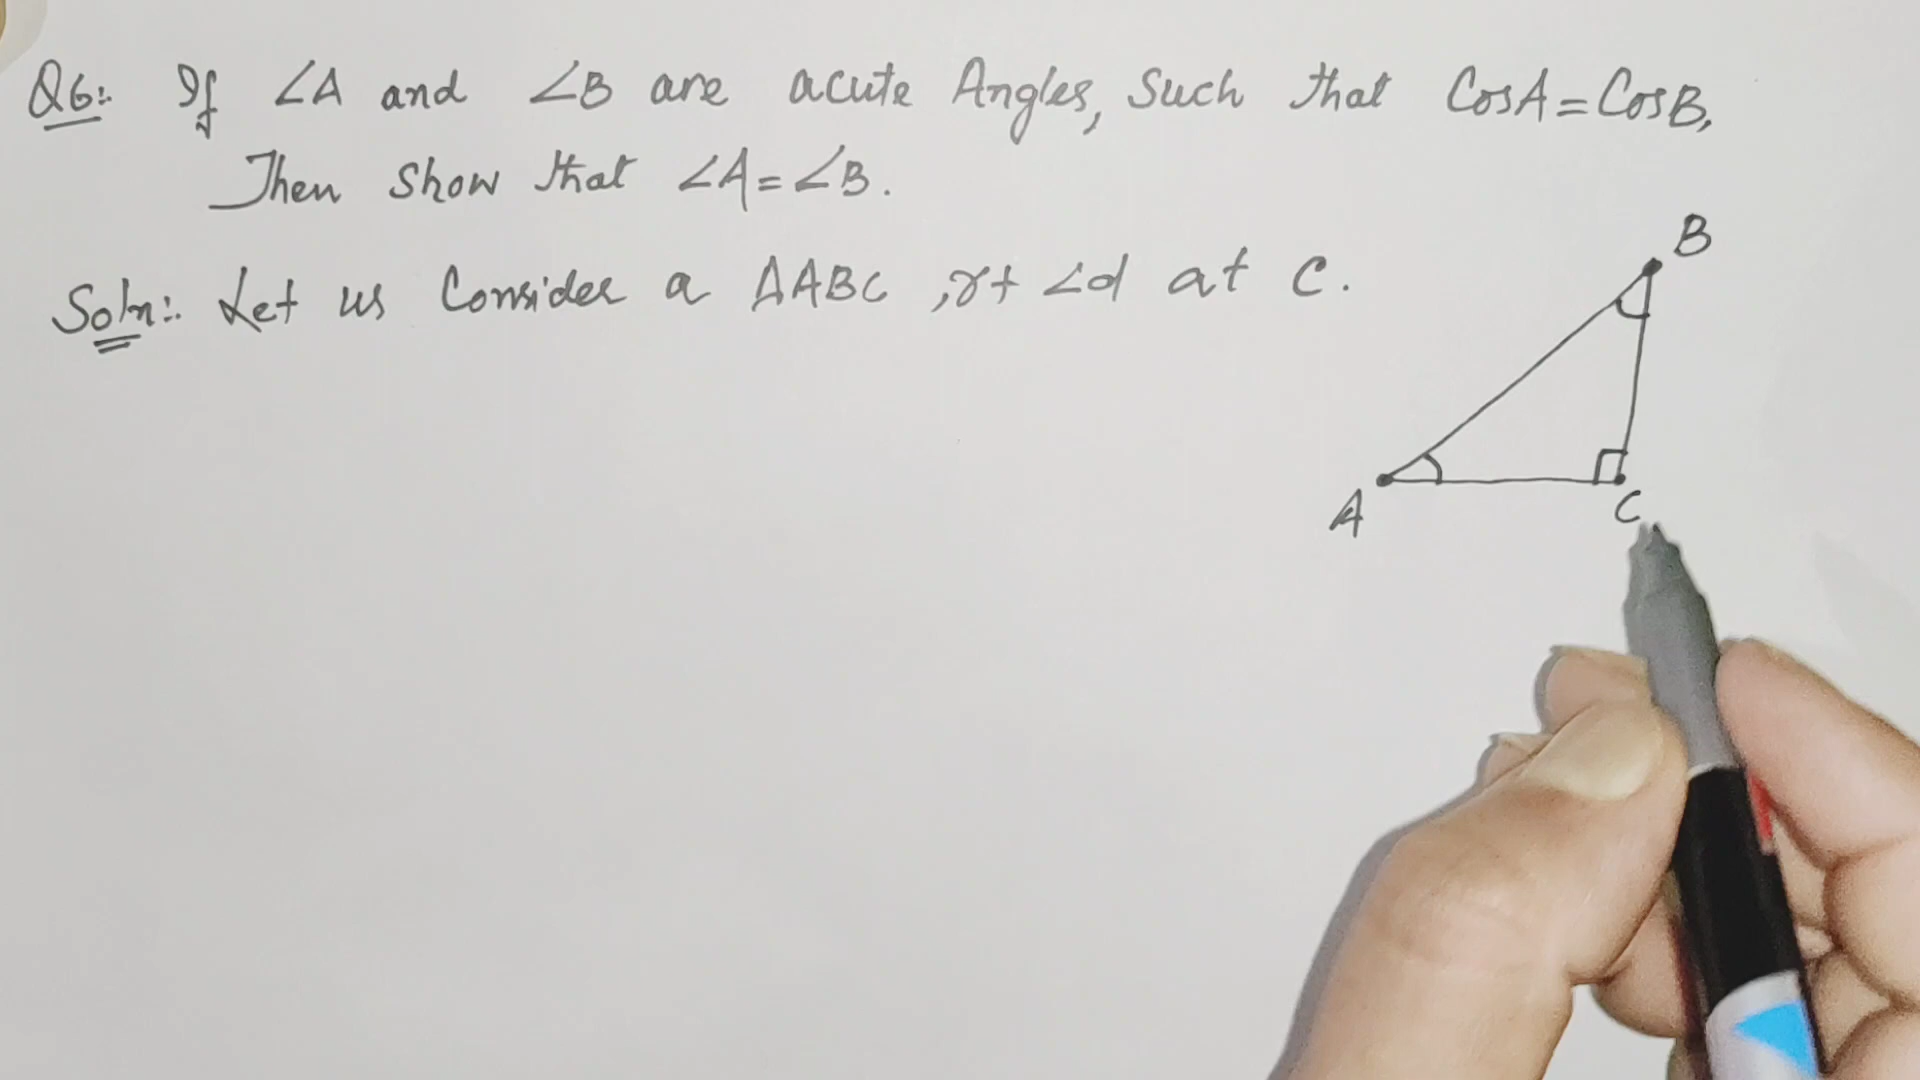 Q6:. If ∠A and ∠B are acute Angles, Such that CosA=CosB,
Then Show that ∠A=∠B.
Soln:. Let us Consider a ΔABC ,rt ∠d at C.
B
A
C